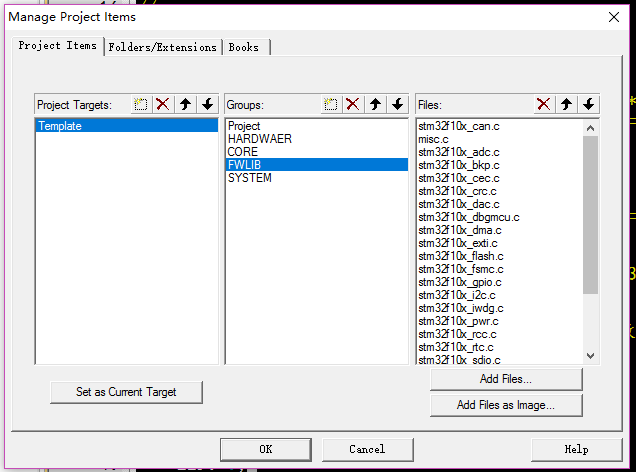 Manage Project Items
Project Items
Folders/Extensions
Books
Project Targets:
Template
Groups:
Project
HARDWAER
CORE
FWLIB
SYSTEM
Files:
stm32f10x_can.c
misc.c
stm32f10x_adc.c
stm32f10x_bkp.c
stm32f10x_cec.c
stm32f10x_crc.c
stm32f10x_dac.c
stm32f10x_dbgmcu.c
stm32f10x_dma.c
stm32f10x_exti.c
stm32f10x_flash.c
stm32f10x_fsmc.c
stm32f10x_gpio.c
stm32f10x_i2c.c
stm32f10x_iwdg.c
stm32f10x_pwr.c
stm32f10x_rcc.c
stm32f10x_rtc.c
stm32f10x_sdio.c
Set as Current Target
Add Files...
Add Files as Image...
OK
Cancel
Help